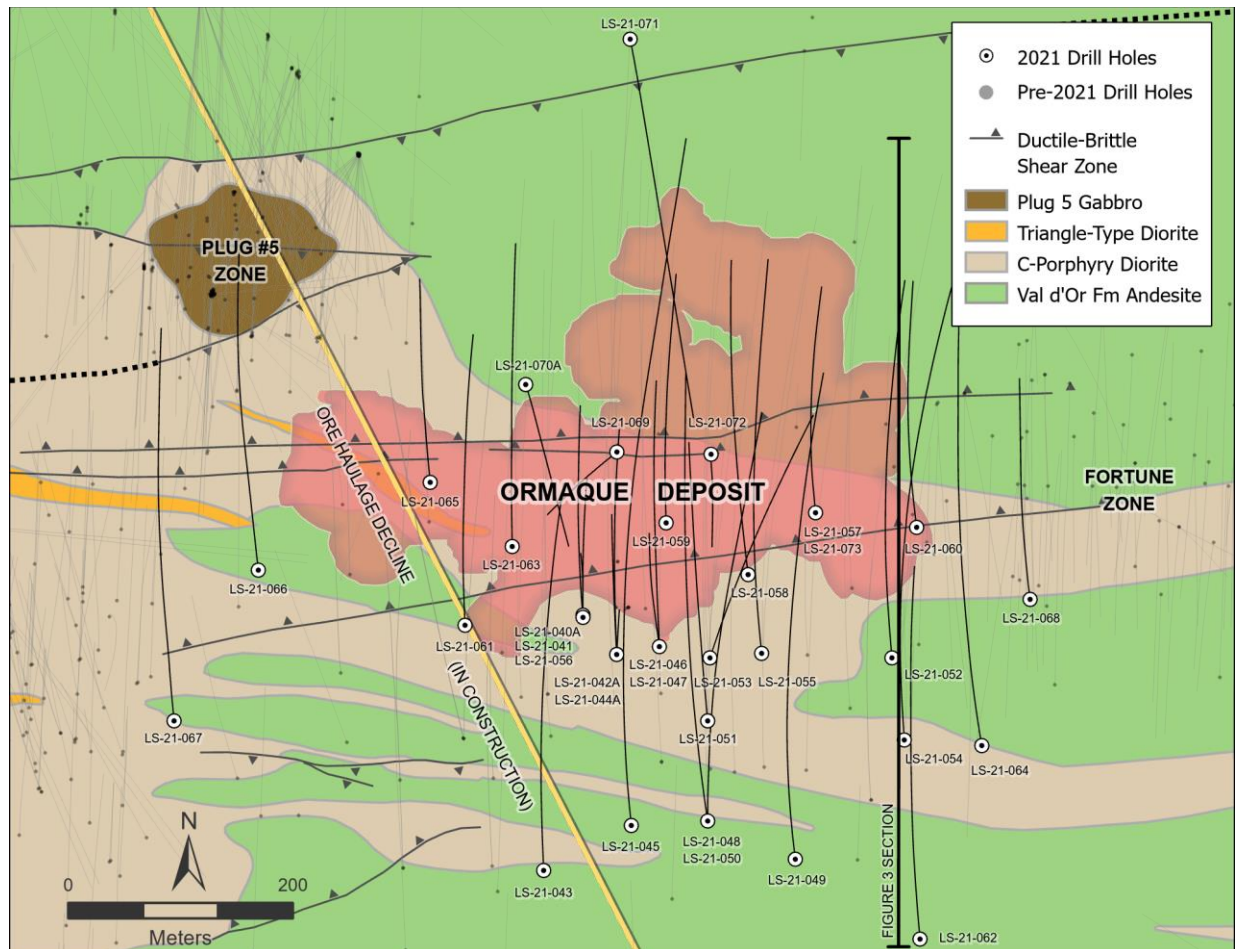 LS-21-071
2021 Drill Holes
Pre-2021 Drill Holes
Ductile-Brittle
Shear Zone
Plug 5 Gabbro
Triangle-Type Diorite
C-Porphyry Diorite
Val d'Or Fm Andesite
PLUG #5
ZONE
LS-21-070A
LS-21-069
LS-21-072
ORE HAULAGE DECLINE
(IN CONSTRUCTION)
LS-21-065
ORMAQUE DEPOSIT
FORTUNE
ZONE
LS-21-063
LS-21-059
LS-21-057
LS-21-073
LS-21-060
LS-21-066
LS-21-058
LS-21-068
LS-21-061
LS-21-040A
LS-21-041
LS-21-056
LS-21-042A
LS-21-044A
LS-21-046
LS-21-047
LS-21-053
LS-21-055
LS-21-052
LS-21-067
LS-21-051
LS-21-054
LS-21-064
LS-21-045
LS-21-048
LS-21-050
LS-21-049
LS-21-043
FIGURE 3 SECTION
LS-21-062
N
0 200
Meters